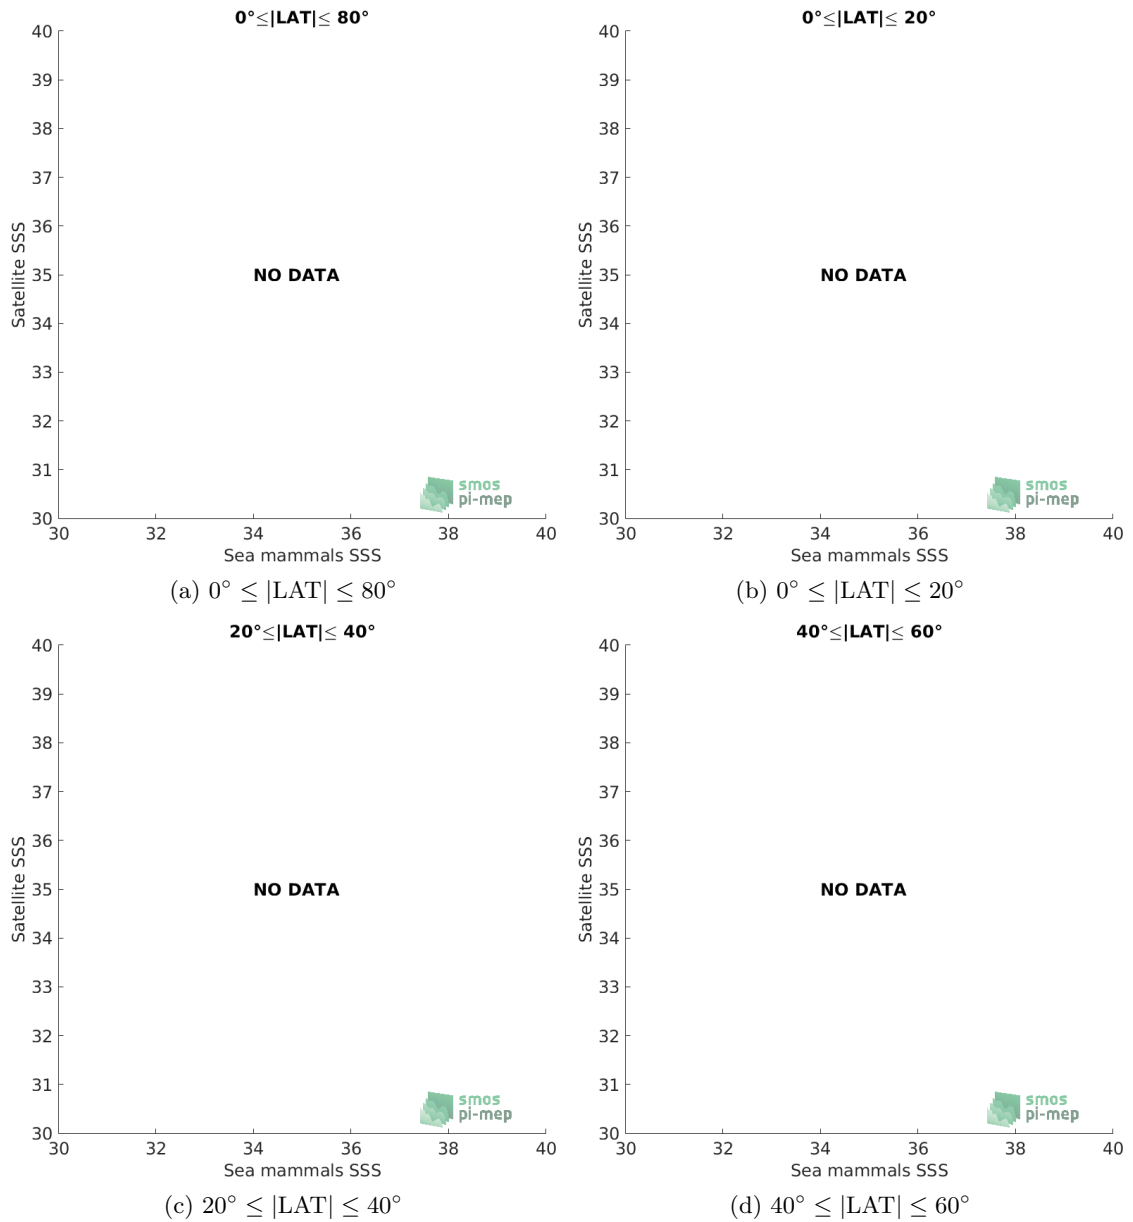 0°≤|LAT|≤ 80°
40
39
38
37
36
35
34
33
32
31
30
Satellite SSS
NO DATA
smos
pi-mep
30 32 34 36 38 40
Sea mammals SSS
(a) 0° ≤ |LAT| ≤ 80°
0°≤|LAT|≤ 20°
40
39
38
37
36
35
34
33
32
31
30
Satellite SSS
NO DATA
smos
pi-mep
30 32 34 36 38 40
Sea mammals SSS
(b) 0° ≤ |LAT| ≤ 20°
20°≤|LAT|≤ 40°
40
39
38
37
36
35
34
33
32
31
30
Satellite SSS
NO DATA
smos
pi-mep
30 32 34 36 38 40
Sea mammals SSS
(c) 20° ≤ |LAT| ≤ 40°
40°≤|LAT|≤ 60°
40
39
38
37
36
35
34
33
32
31
30
Satellite SSS
NO DATA
smos
pi-mep
30 32 34 36 38 40
Sea mammals SSS
(d) 40° ≤ |LAT| ≤ 60°